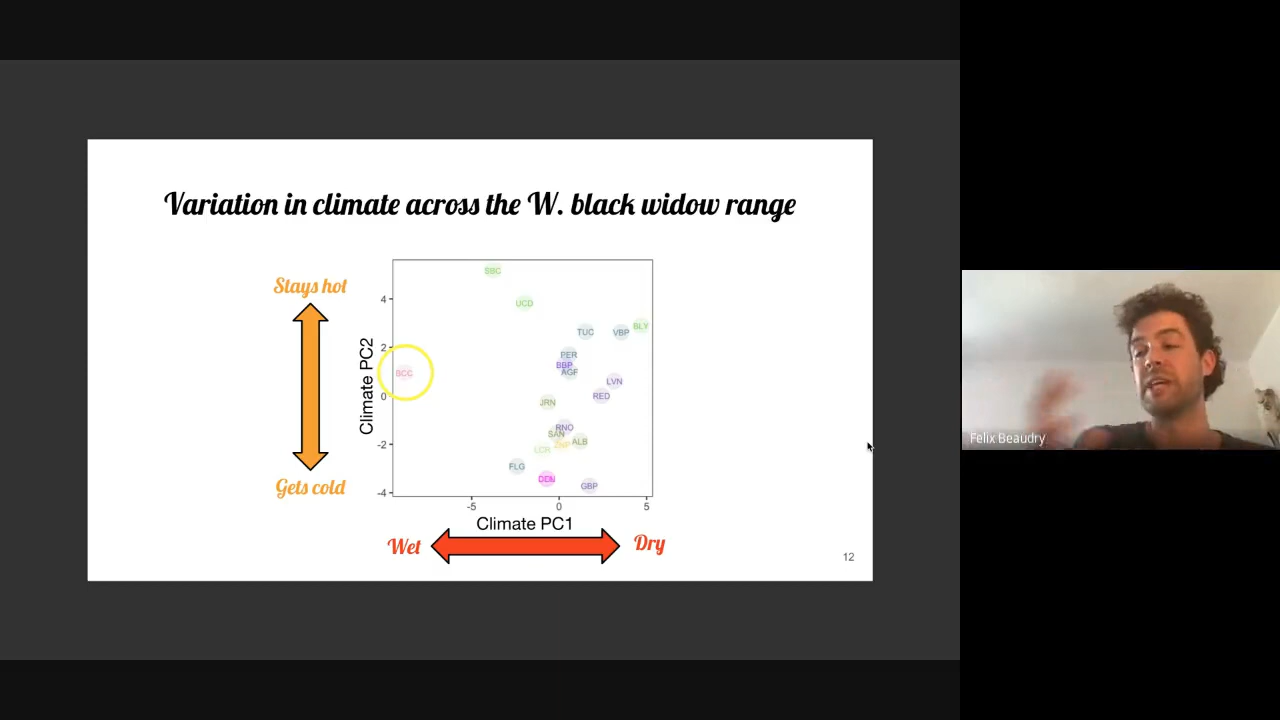 Variation in climate across the W. black widow range
Stays hot
Gets cold
Climate PC2
4
2
0
-2
-4
SBC
UCD
TUC
VBP
BLY
PER
BBP
AGF
BCC
LVN
RED
JRN
RNO
SAN
ALB
LCR
FLG
DEN
GBP
-5
0
5
Climate PC1
Wet
Dry
12
Felix Beaudry